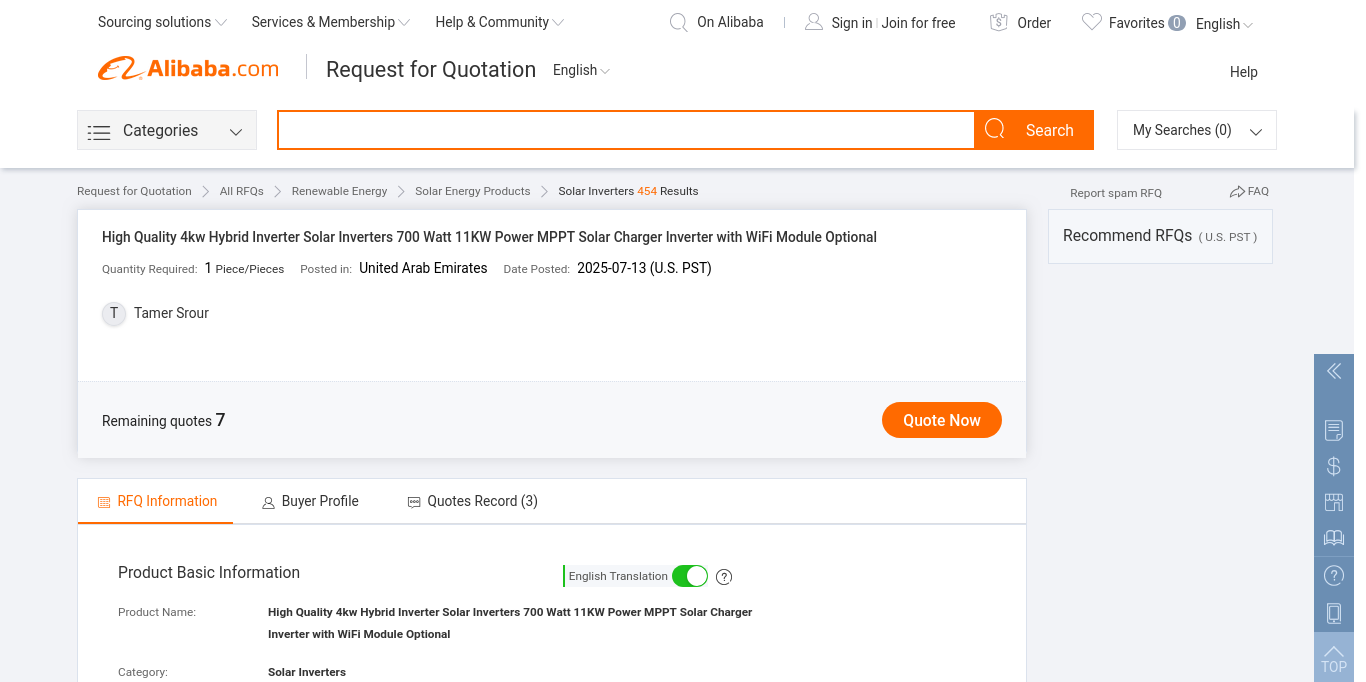 Sourcing solutions Services & Membership Help & Community On Alibaba Sign in Join for free Order Favorites 0 English
Alibaba.com Request for Quotation English Help
Categories Search My Searches (0)
Request for Quotation All RFQs Renewable Energy Solar Energy Products Solar Inverters 454 Results Report spam RFQ FAQ
High Quality 4kw Hybrid Inverter Solar Inverters 700 Watt 11KW Power MPPT Solar Charger Inverter with WiFi Module Optional
Recommend RFQs ( U.S. PST )
Quantity Required: 1 Piece/Pieces Posted in: United Arab Emirates Date Posted: 2025-07-13 (U.S. PST)
T Tamer Srour
Remaining quotes 7 Quote Now
RFQ Information Buyer Profile Quotes Record (3)
Product Basic Information English Translation ?
Product Name: High Quality 4kw Hybrid Inverter Solar Inverters 700 Watt 11KW Power MPPT Solar Charger
Inverter with WiFi Module Optional
Category: Solar Inverters
TOP